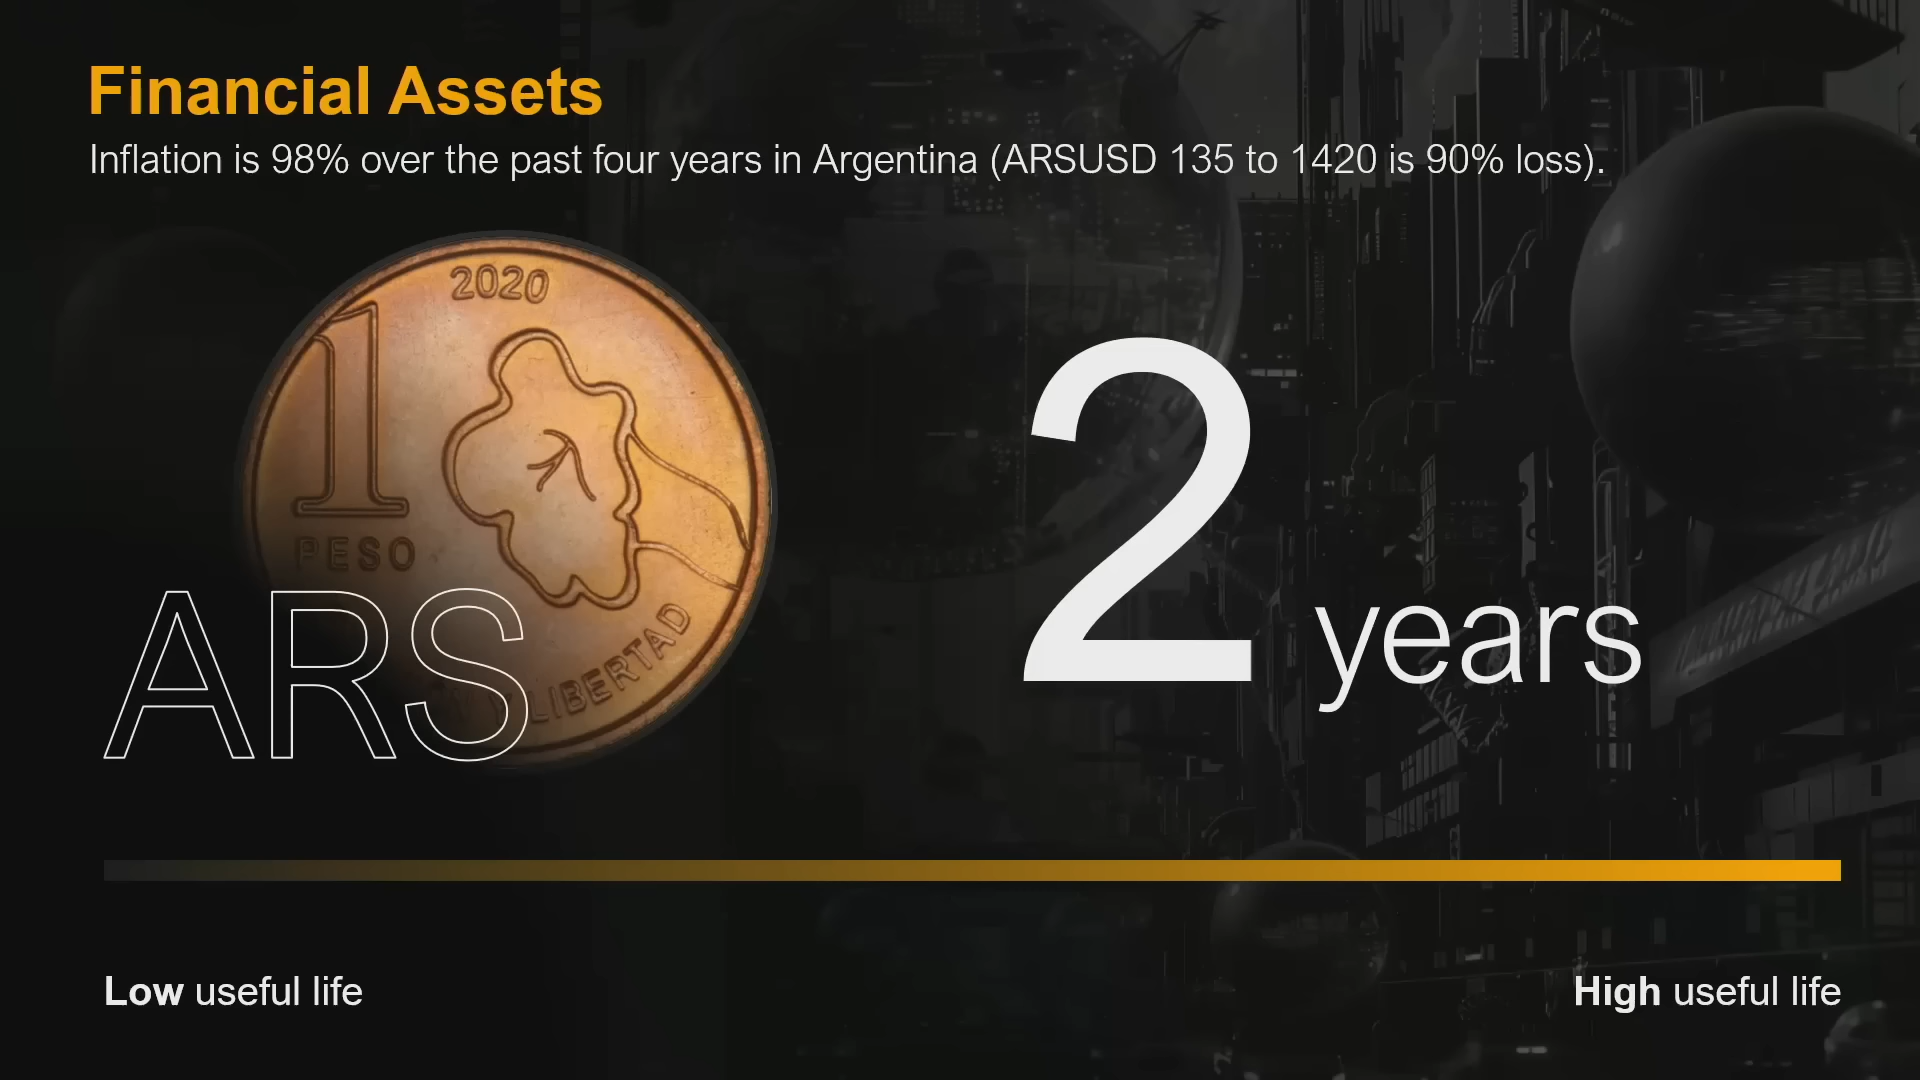 Financial Assets
Inflation is 98% over the past four years in Argentina (ARSUSD 135 to 1420 is 90% loss).
2020
1
PESO
LIBERTAD
ARS
2 years
Low useful life
High useful life